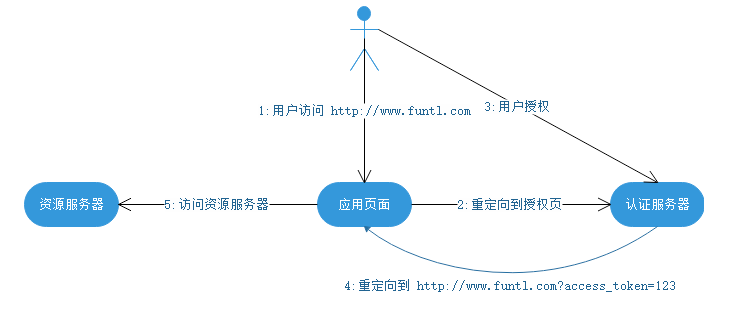 1:用户访问 http://www.funtl.com
3:用户授权
资源服务器
5:访问资源服务器
应用页面
2:重定向到授权页
认证服务器
4:重定向到 http://www.funtl.com?access_token=123